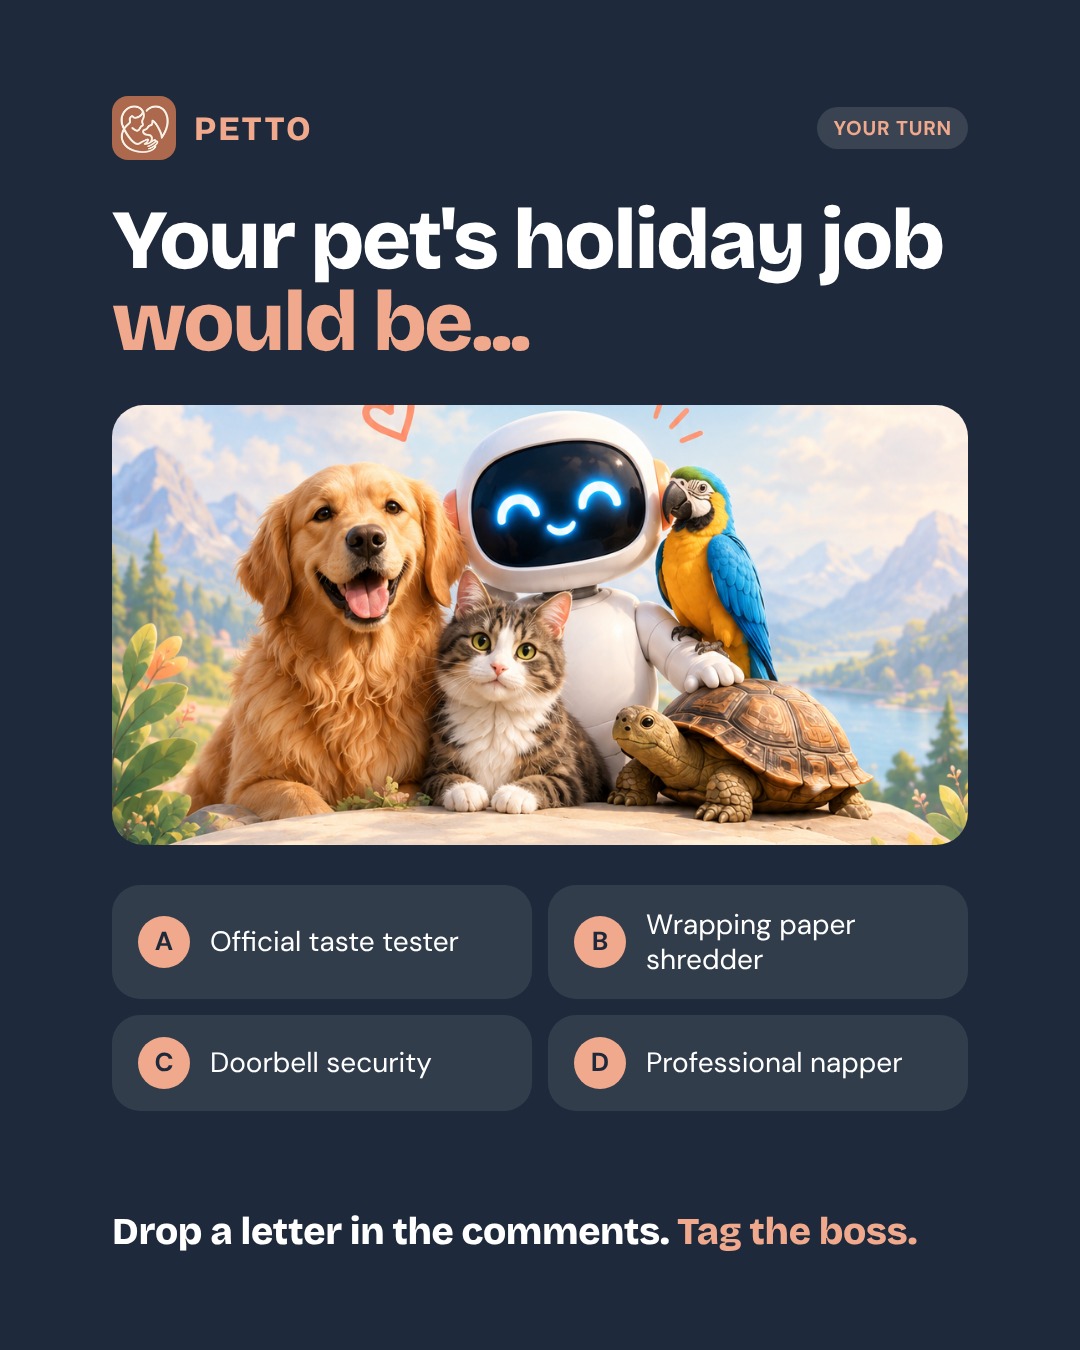 PETTO
YOUR TURN
Your pet's holiday job
would be...
A Official taste tester
B Wrapping paper
shredder
C Doorbell security
D Professional napper
Drop a letter in the comments. Tag the boss.